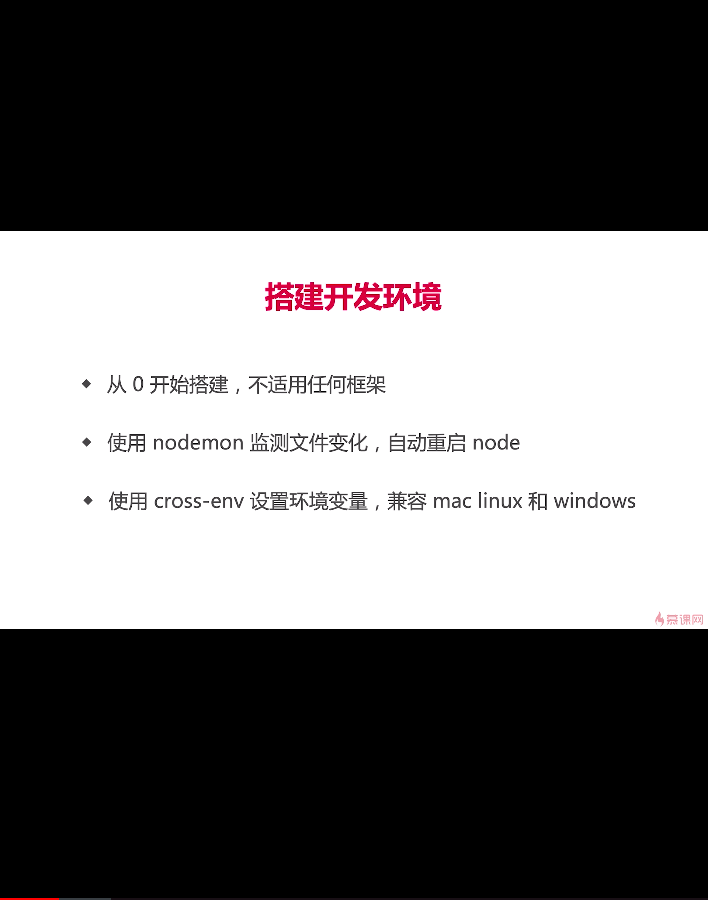 搭建开发环境
从 0 开始搭建，不适用任何框架
使用 nodemon 监测文件变化，自动重启 node
使用 cross-env 设置环境变量，兼容 mac linux 和 windows
慕课网